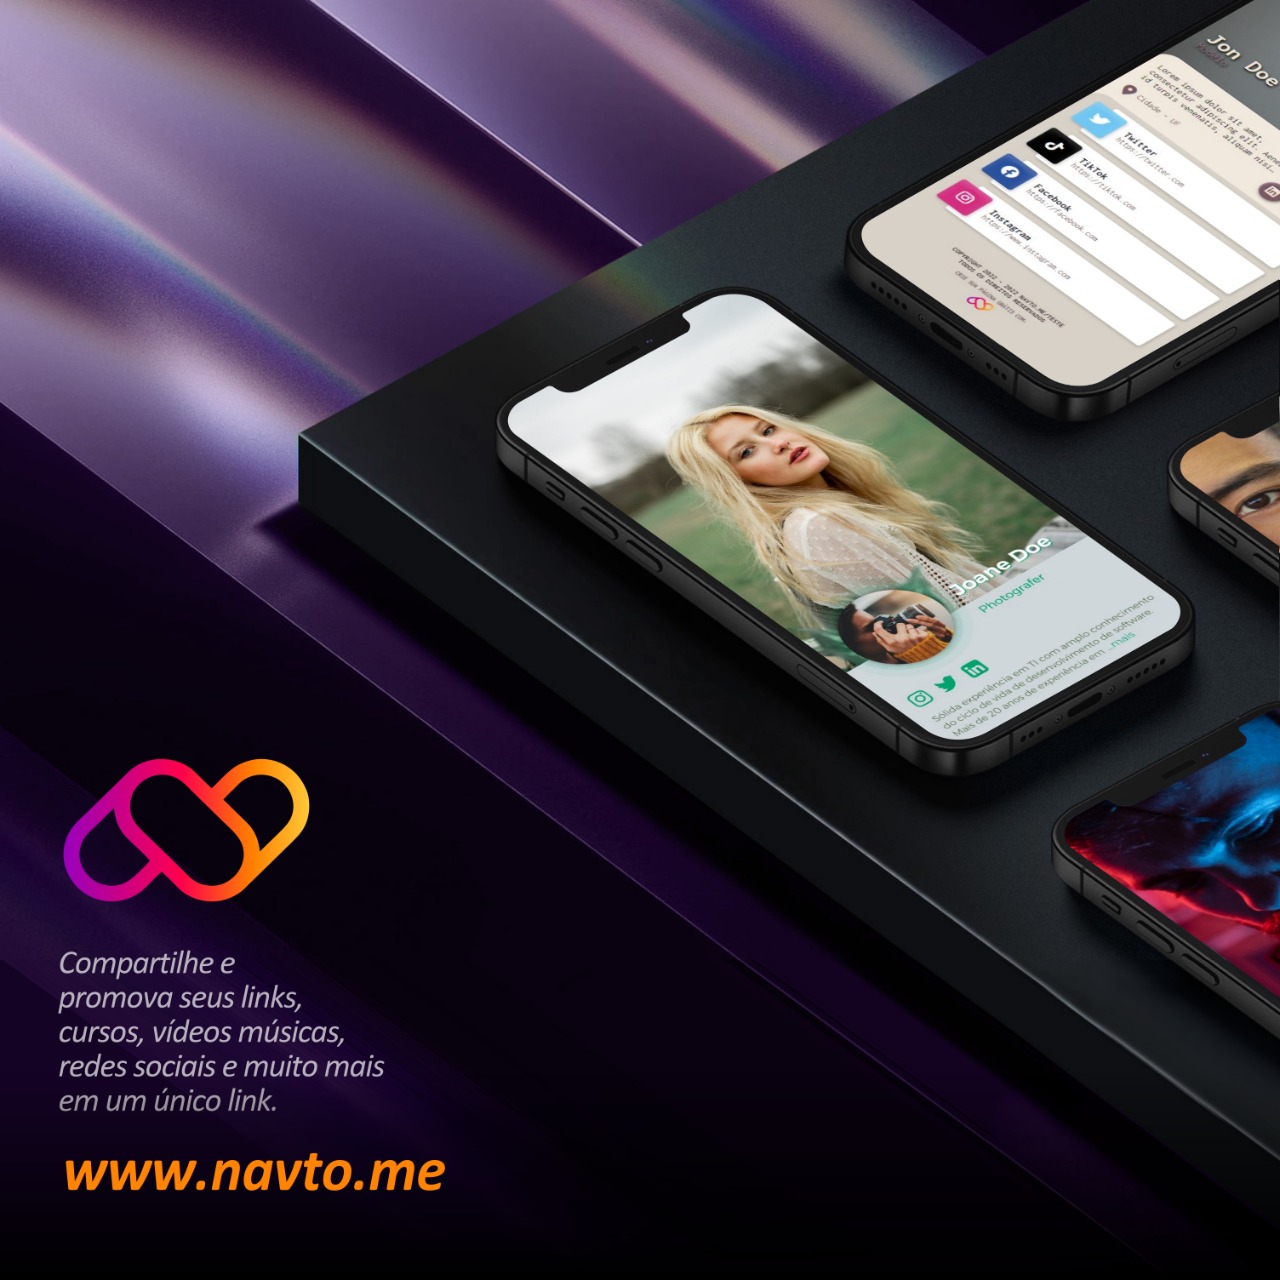 Jon Doe
Lorem ipsum dolor sit amet,
consectetur adipiscing elit. Aenea
id turpis venenatis, aliquam nisi...
Cidade - UF
Twitter
https://twitter.com
TikTok
https://tiktok.com
Facebook
https://facebook.com
Instagram
https://www.instagram.com
COPYRIGHT 2022 - 2022 NAVTO.ME/TESTE
TODOS OS DIREITOS RESERVADOS
CRIE SUA PÁGINA GRÁTIS COM:
Joane Doe
Photografer
Sólida experiência em TI com amplo conhecimento
do ciclo de vida de desenvolvimento de software.
Mais de 20 anos de experiência em ...mais
Compartilhe e
promova seus links,
cursos, vídeos músicas,
redes sociais e muito mais
em um único link.
www.navto.me